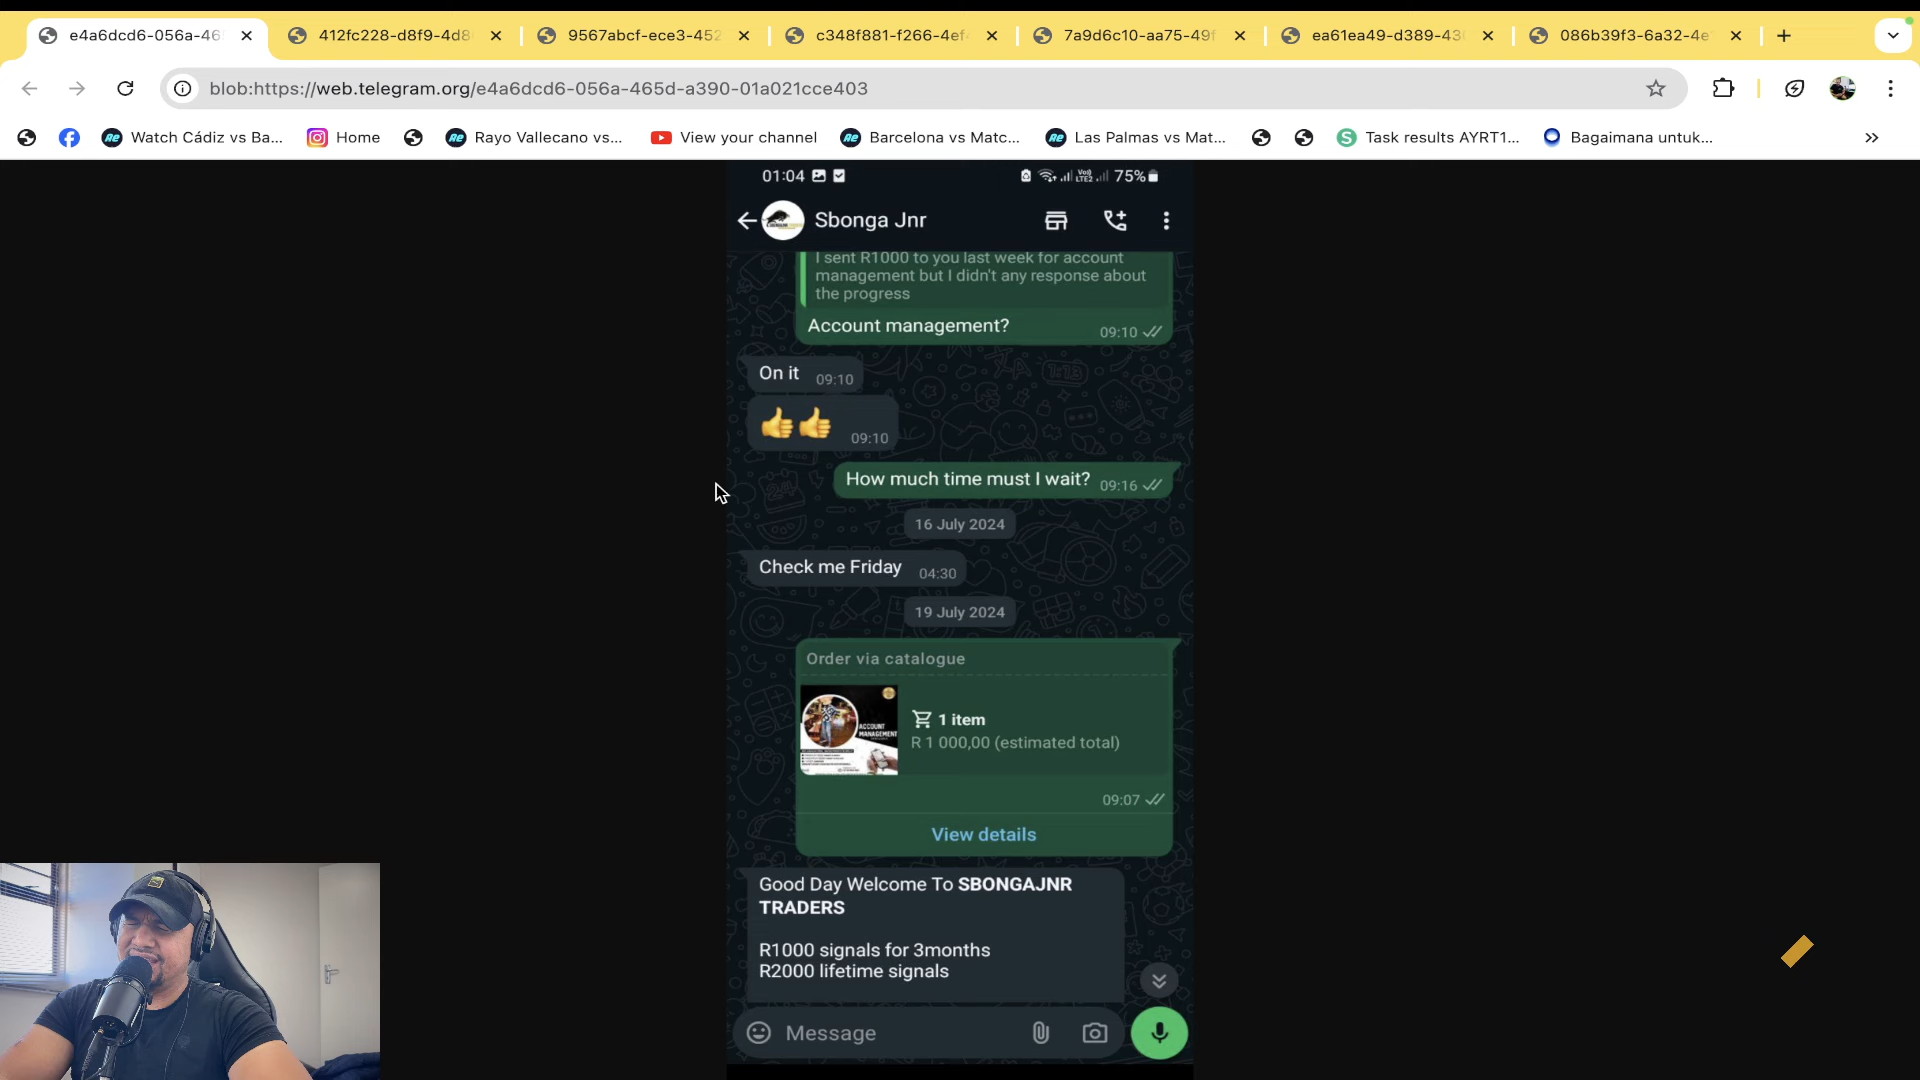 e4a6dcd6-056a-46
412fc228-d8f9-4d8
9567abcf-ece3-452
c348f881-f266-4ef
7a9d6c10-aa75-49f
ea61ea49-d389-43
086b39f3-6a32-4e
blob:https://web.telegram.org/e4a6dcd6-056a-465d-a390-01a021cce403
Watch Cádiz vs Ba...
Home
Rayo Vallecano vs...
View your channel
Barcelona vs Matc...
Las Palmas vs Mat...
Task results AYRT1...
Bagaimana untuk...
01:04
75%
Sbonga Jnr
I sent R1000 to you last week for account
management but I didn't any response about
the progress
Account management?
09:10
On it 09:10
👍👍 09:10
How much time must I wait? 09:16
16 July 2024
Check me Friday 04:30
19 July 2024
Order via catalogue
ACCOUNT
MANAGEMENT
1 item
R 1 000,00 (estimated total)
09:07
View details
Good Day Welcome To SBONGAJNR
TRADERS
R1000 signals for 3months
R2000 lifetime signals
Message